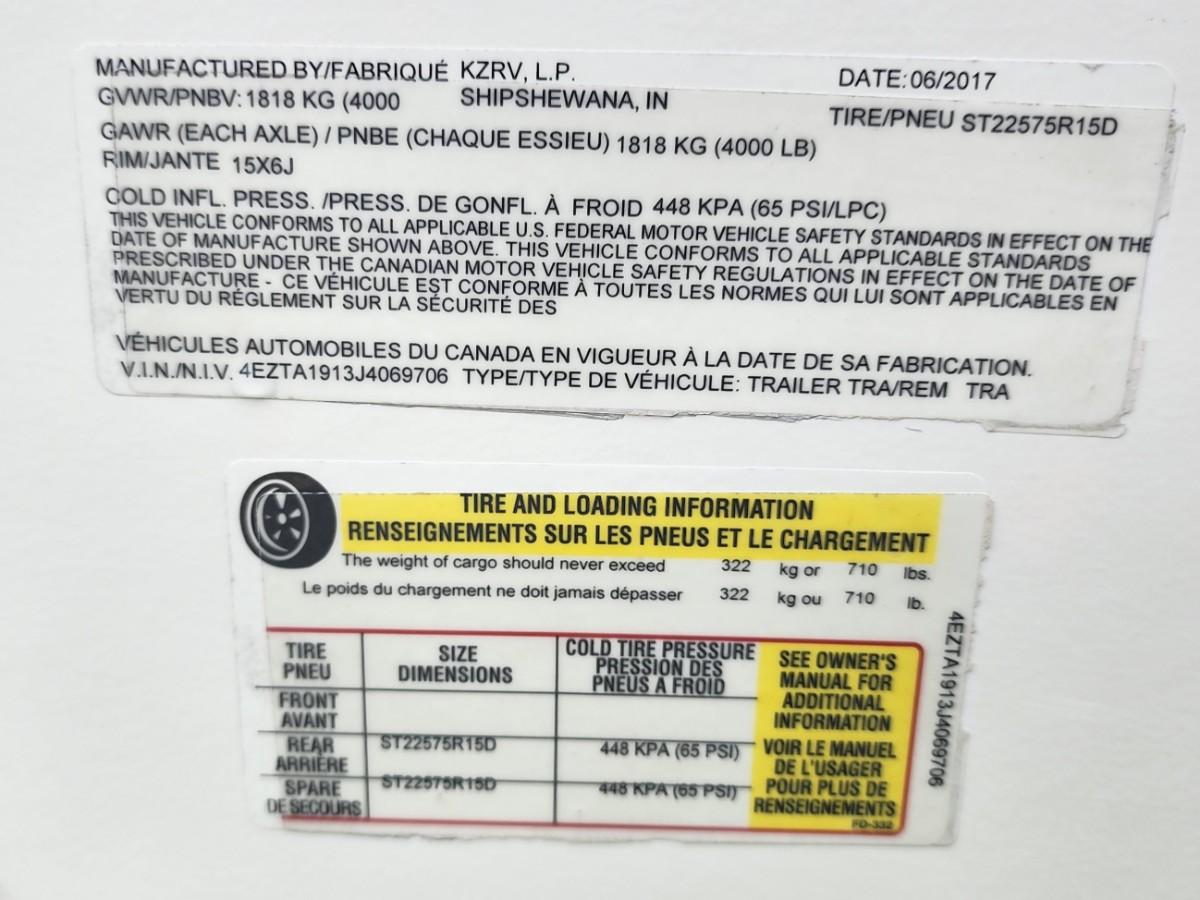 MANUFACTURED BY/FABRIQUÉ KZRV, L.P. DATE: 06/2017
GVWR/PNBV: 1818 KG (4000 SHIPSHEWANA, IN TIRE/PNEU ST22575R15D
GAWR (EACH AXLE) / PNBE (CHAQUE ESSIEU) 1818 KG (4000 LB)
RIM/JANTE 15X6J
COLD INFL. PRESS. /PRESS. DE GONFL. À FROID 448 KPA (65 PSI/LPC)
THIS VEHICLE CONFORMS TO ALL APPLICABLE U.S. FEDERAL MOTOR VEHICLE SAFETY STANDARDS IN EFFECT ON THE
DATE OF MANUFACTURE SHOWN ABOVE. THIS VEHICLE CONFORMS TO ALL APPLICABLE STANDARDS
PRESCRIBED UNDER THE CANADIAN MOTOR VEHICLE SAFETY REGULATIONS IN EFFECT ON THE DATE OF
MANUFACTURE - CE VÉHICULE EST CONFORME À TOUTES LES NORMES QUI LUI SONT APPLICABLES EN
VERTU DU RÉGLEMENT SUR LA SÉCURITÉ DES
VÉHICULES AUTOMOBILES DU CANADA EN VIGUEUR À LA DATE DE SA FABRICATION.
V.I.N./N.I.V. 4EZTA1913J4069706 TYPE/TYPE DE VÉHICULE: TRAILER TRA/REM TRA
TIRE AND LOADING INFORMATION
RENSEIGNEMENTS SUR LES PNEUS ET LE CHARGEMENT
The weight of cargo should never exceed 322 kg or 710 lbs.
Le poids du chargement ne doit jamais dépasser 322 kg ou 710 lb.
TIRE
PNEU
SIZE
DIMENSIONS
COLD TIRE PRESSURE
PRESSION DES
PNEUS A FROID
FRONT
AVANT
REAR
ARRIÈRE
ST22575R15D
448 KPA (65 PSI)
SPARE
DE SECOURS
ST22575R15D
448 KPA (65 PSI)
SEE OWNER'S
MANUAL FOR
ADDITIONAL
INFORMATION
VOIR LE MANUEL
DE L'USAGER
POUR PLUS DE
RENSEIGNEMENTS
FD-332
4EZTA1913J4069706